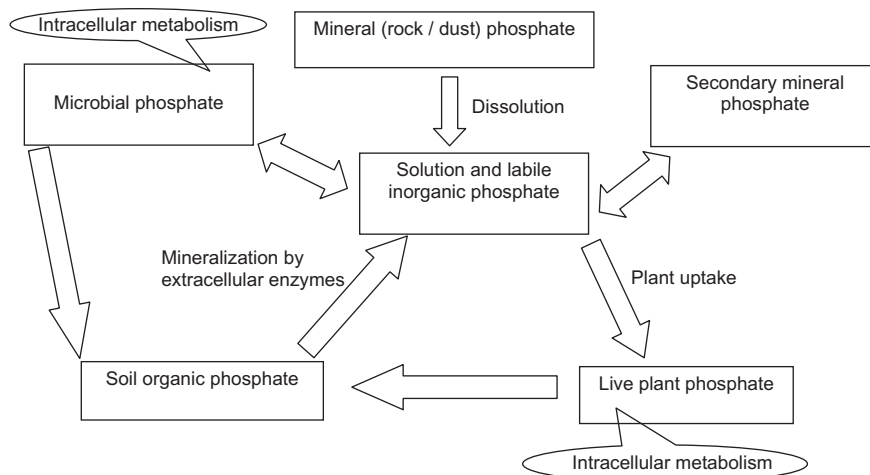 Intracellular metabolism
Mineral (rock / dust) phosphate
Microbial phosphate
Secondary mineral
phosphate
Dissolution
Solution and labile
inorganic phosphate
Mineralization by
extracellular enzymes
Plant uptake
Soil organic phosphate
Live plant phosphate
Intracellular metabolism